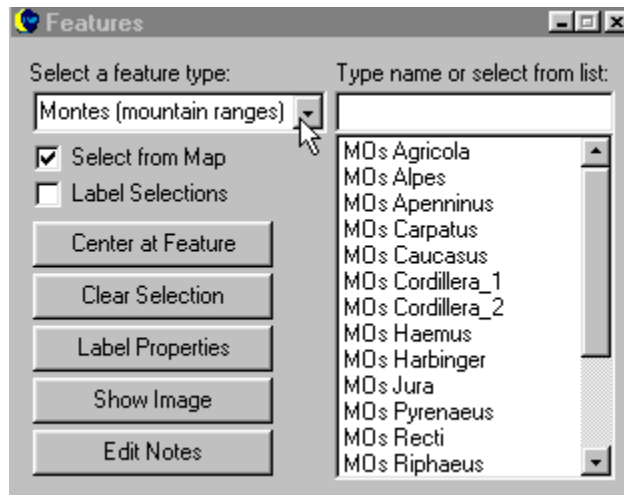 Features
Select a feature type:
Montes (mountain ranges)
Select from Map
Label Selections
Center at Feature
Clear Selection
Label Properties
Show Image
Edit Notes
Type name or select from list:
MOs Agricola
MOs Alpes
MOs Apenninus
MOs Carpatus
MOs Caucasus
MOs Cordillera_1
MOs Cordillera_2
MOs Haemus
MOs Harbinger
MOs Jura
MOs Pyrenaeus
MOs Recti
MOs Riphaeus